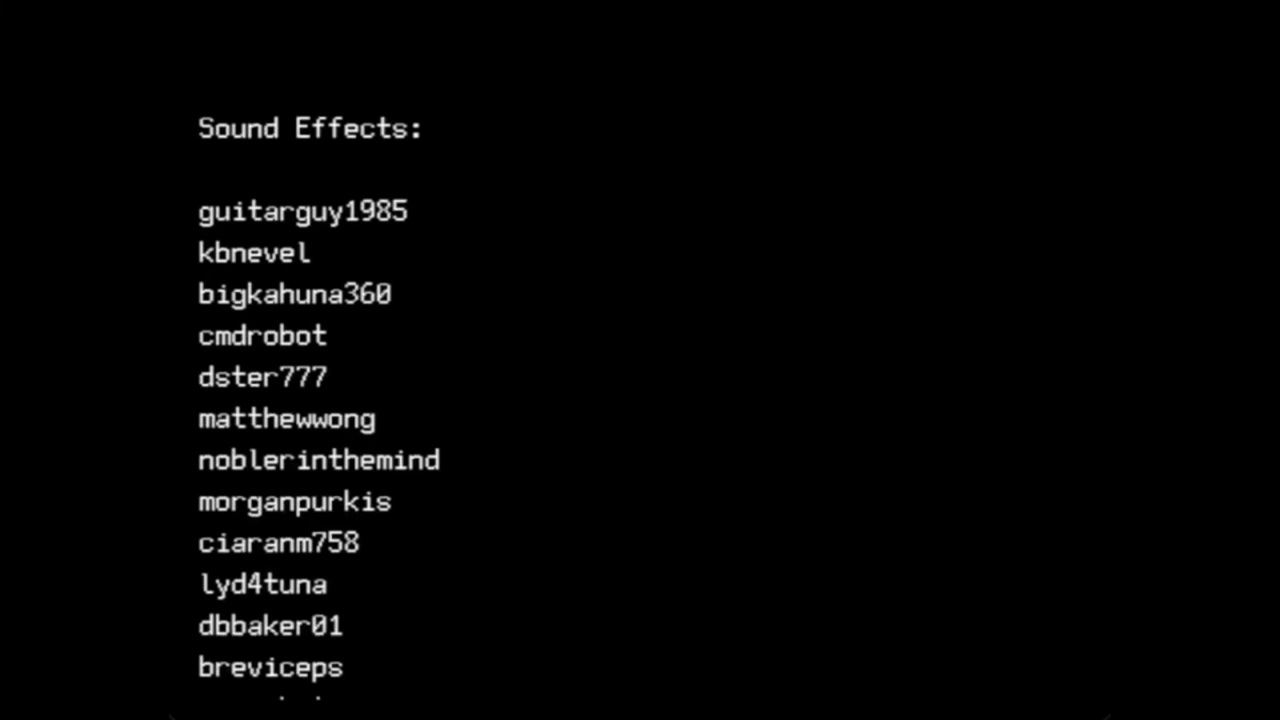 Sound Effects:
guitarguy1985
kbnevel
bigkahuna360
cmdrobot
dster777
matthewwong
noblerinthemind
morganpurkis
ciaranm758
lyd4tuna
dbbaker01
breviceps